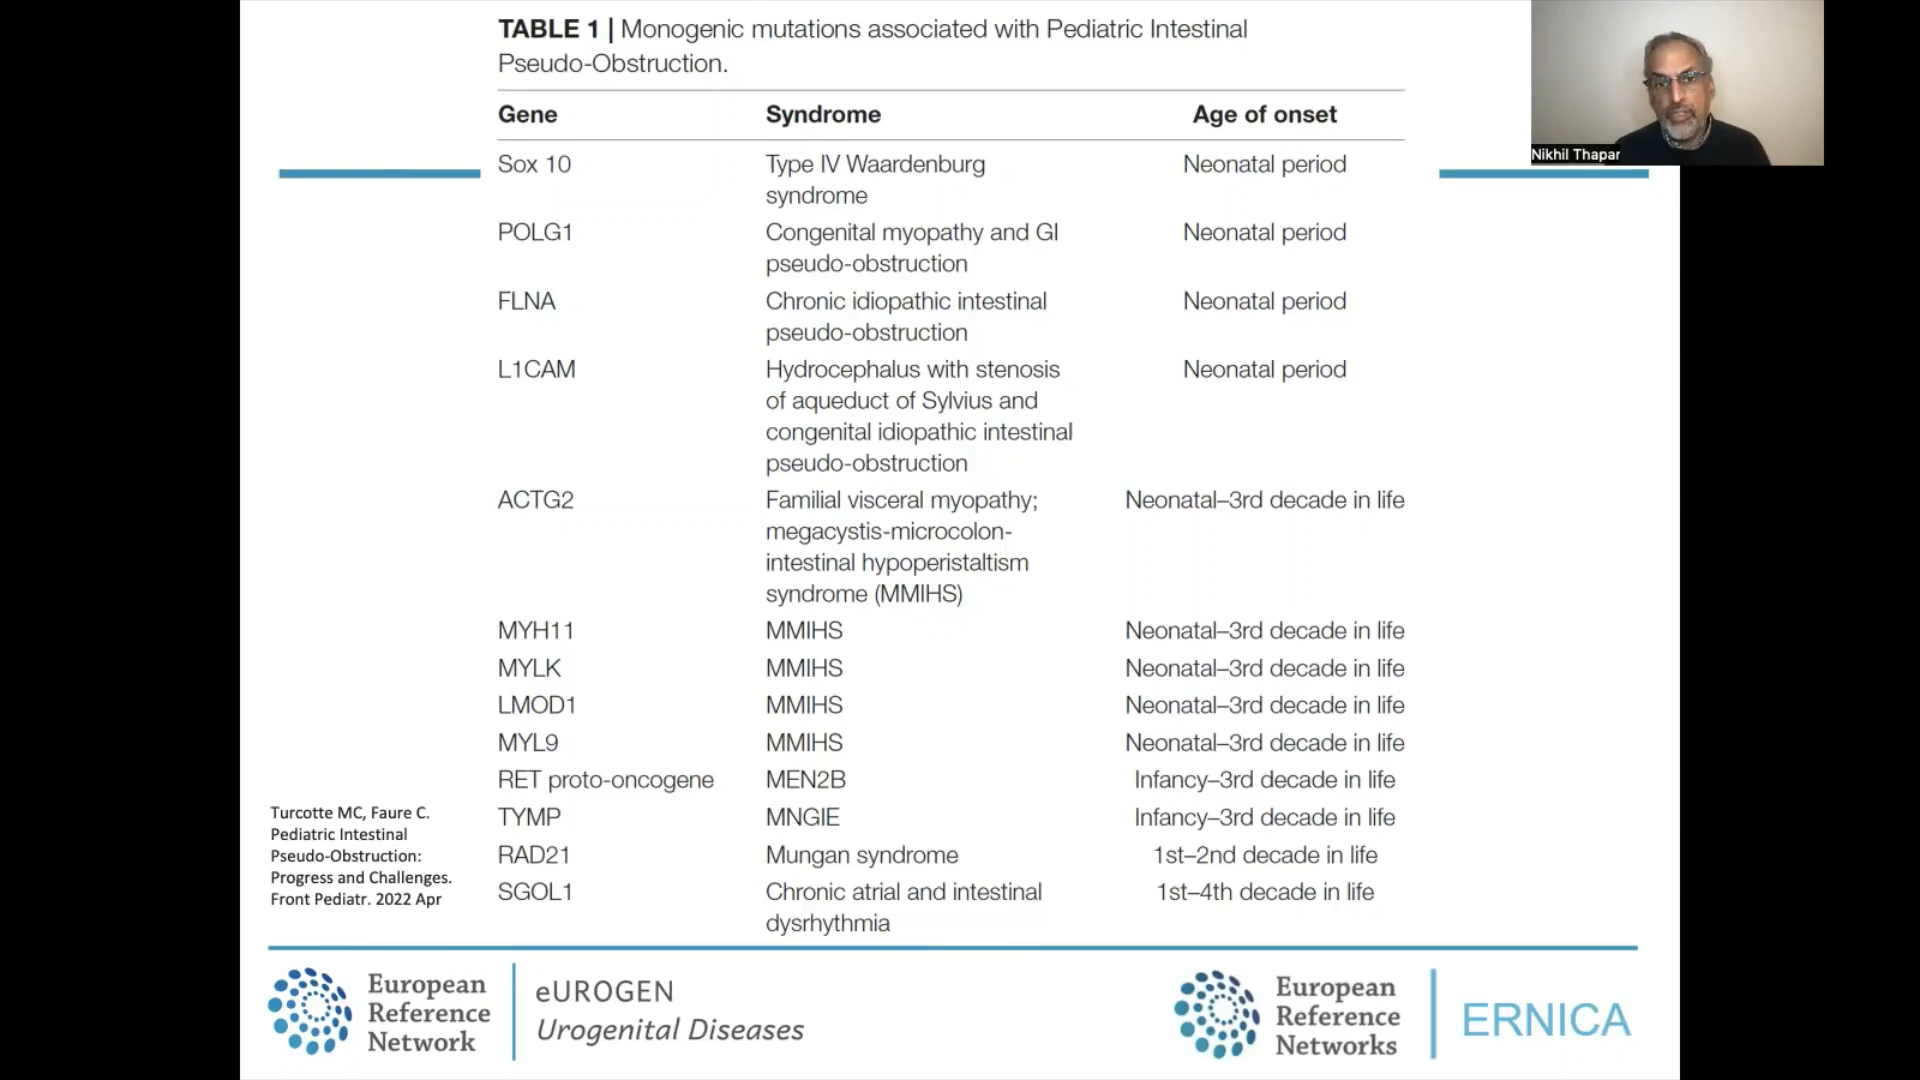 TABLE 1 | Monogenic mutations associated with Pediatric Intestinal
Pseudo-Obstruction.
Gene Syndrome Age of onset
Sox 10 Type IV Waardenburg Neonatal period
syndrome
POLG1 Congenital myopathy and GI Neonatal period
pseudo-obstruction
FLNA Chronic idiopathic intestinal Neonatal period
pseudo-obstruction
L1CAM Hydrocephalus with stenosis Neonatal period
of aqueduct of Sylvius and
congenital idiopathic intestinal
pseudo-obstruction
ACTG2 Familial visceral myopathy; Neonatal–3rd decade in life
megacystis-microcolon-
intestinal hypoperistaltism
syndrome (MMIHS)
MYH11 MMIHS Neonatal–3rd decade in life
MYLK MMIHS Neonatal–3rd decade in life
LMOD1 MMIHS Neonatal–3rd decade in life
MYL9 MMIHS Neonatal–3rd decade in life
RET proto-oncogene MEN2B Infancy–3rd decade in life
TYMP MNGIE Infancy–3rd decade in life
RAD21 Mungan syndrome 1st–2nd decade in life
SGOL1 Chronic atrial and intestinal 1st–4th decade in life
dysrhythmia
Nikhil Thapar
Turcotte MC, Faure C.
Pediatric Intestinal
Pseudo-Obstruction:
Progress and Challenges.
Front Pediatr. 2022 Apr
European
Reference
Network
eUROGEN
Urogenital Diseases
European
Reference
Networks
ERNICA